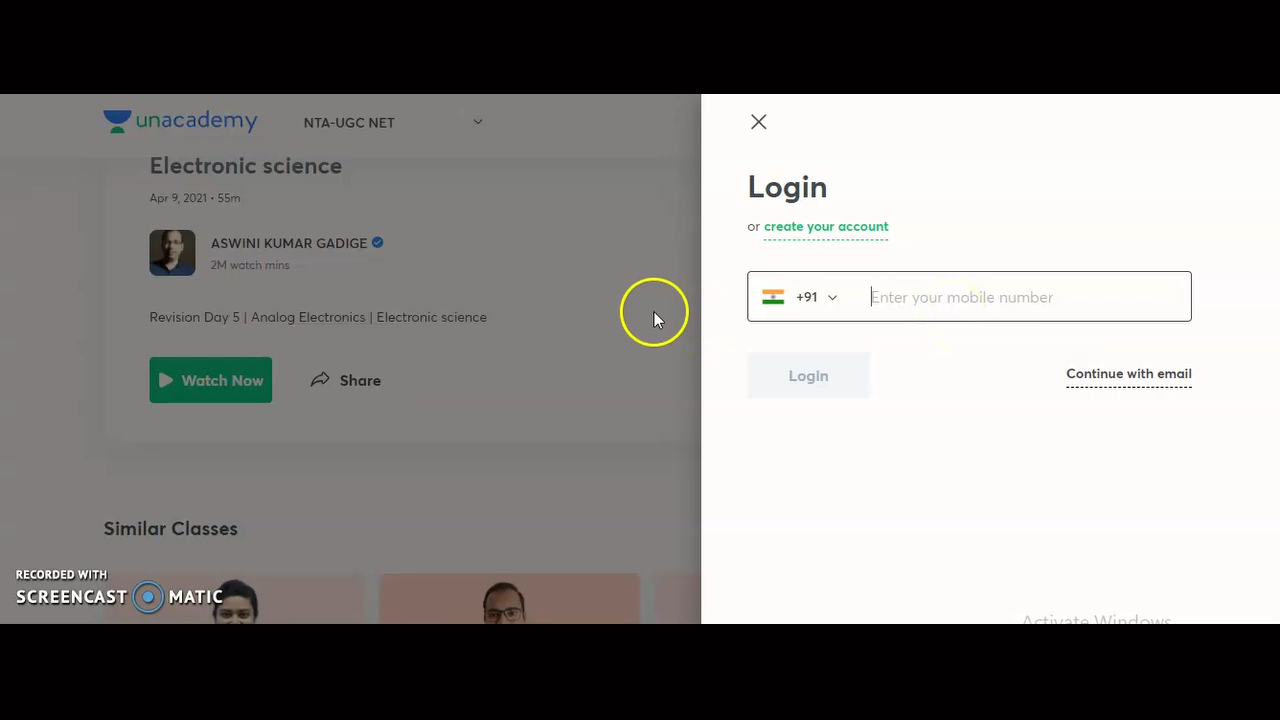 unacademy
NTA-UGC NET
Electronic science
Apr 9, 2021 • 55m
ASWINI KUMAR GADIGE
2M watch mins
Revision Day 5 | Analog Electronics | Electronic science
Watch Now
Share
Similar Classes
RECORDED WITH
SCREENCAST MATIC
Login
or create your account
+91
Enter your mobile number
Login
Continue with email
Activate Windows